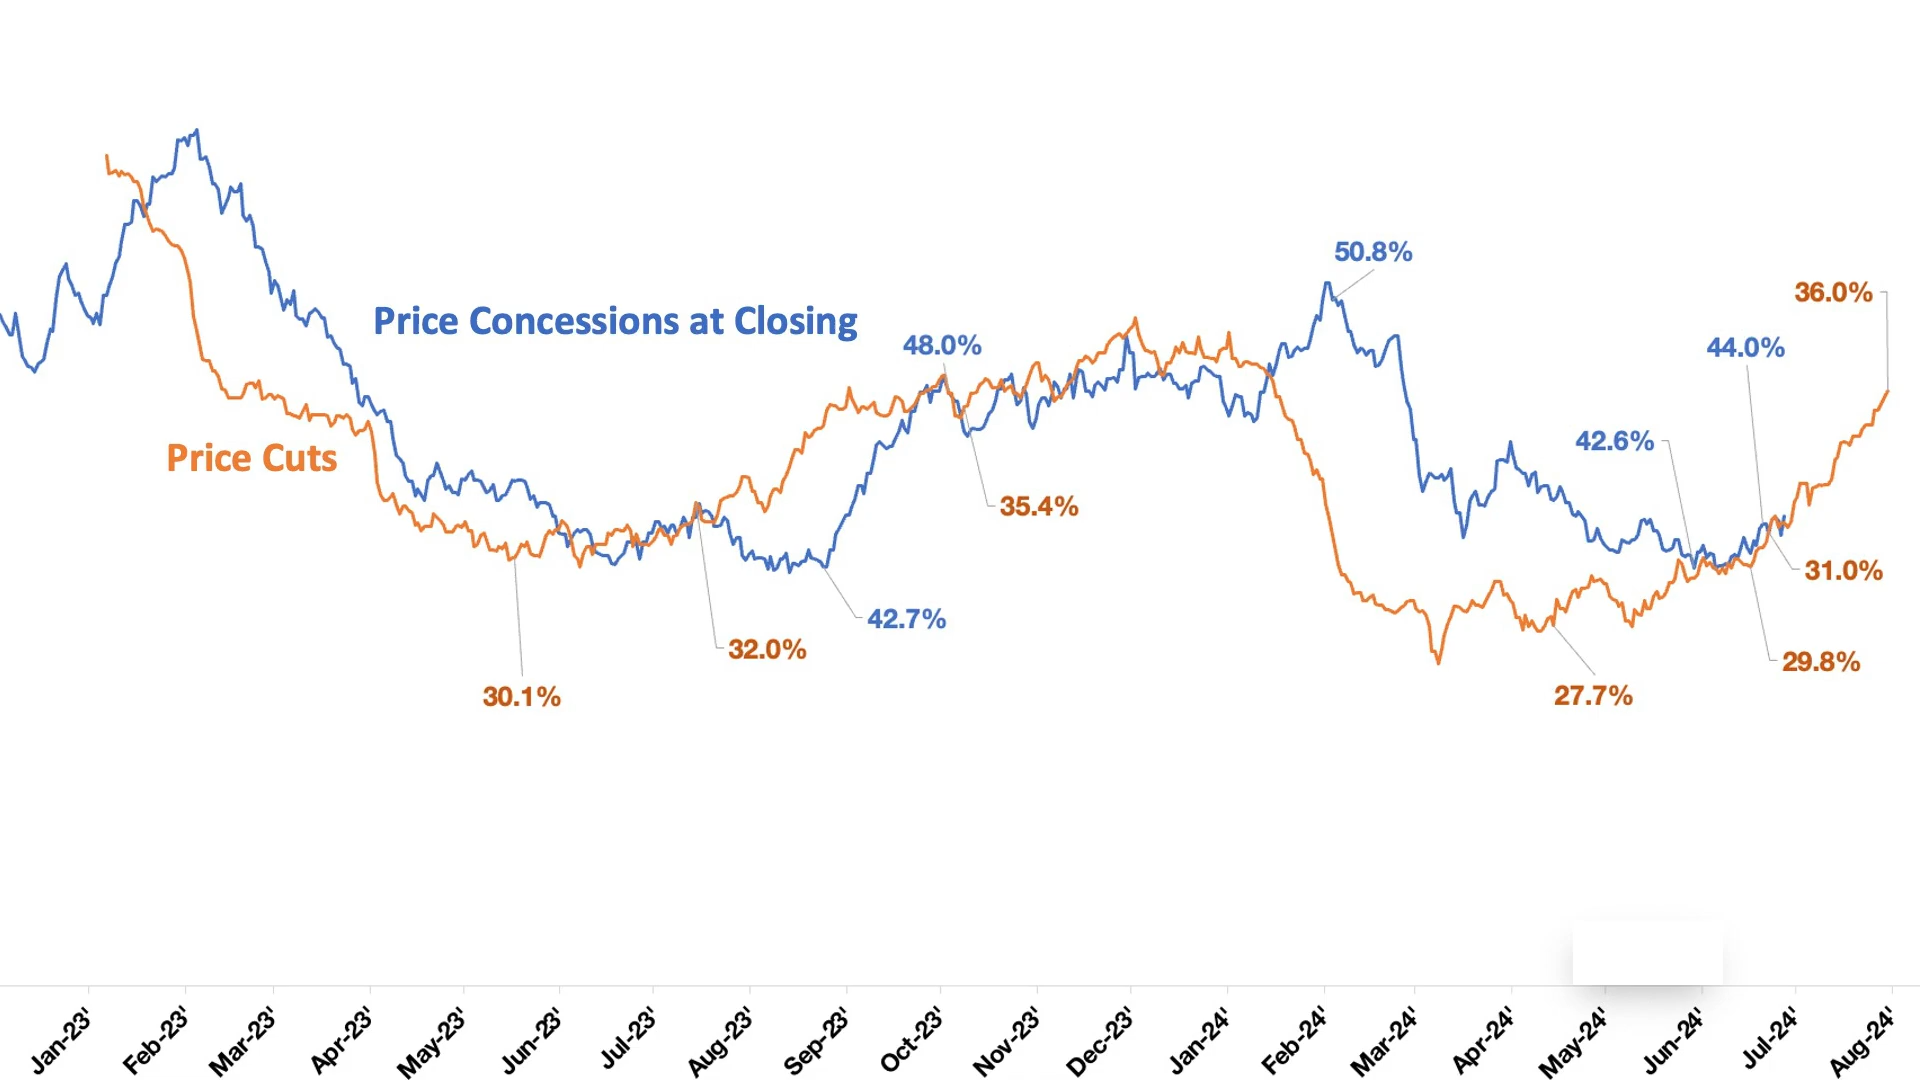 50.8%
36.0%
Price Concessions at Closing
48.0%
44.0%
42.6%
Price Cuts
35.4%
31.0%
42.7%
32.0%
29.8%
30.1%
27.7%
Jan-23'
Feb-23'
Mar-23'
Apr-23'
May-23'
Jun-23'
Jul-23'
Aug-23'
Sep-23'
Oct-23'
Nov-23'
Dec-23'
Jan-24'
Feb-24'
Mar-24'
Apr-24'
May-24'
Jun-24'
Jul-24'
Aug-24'